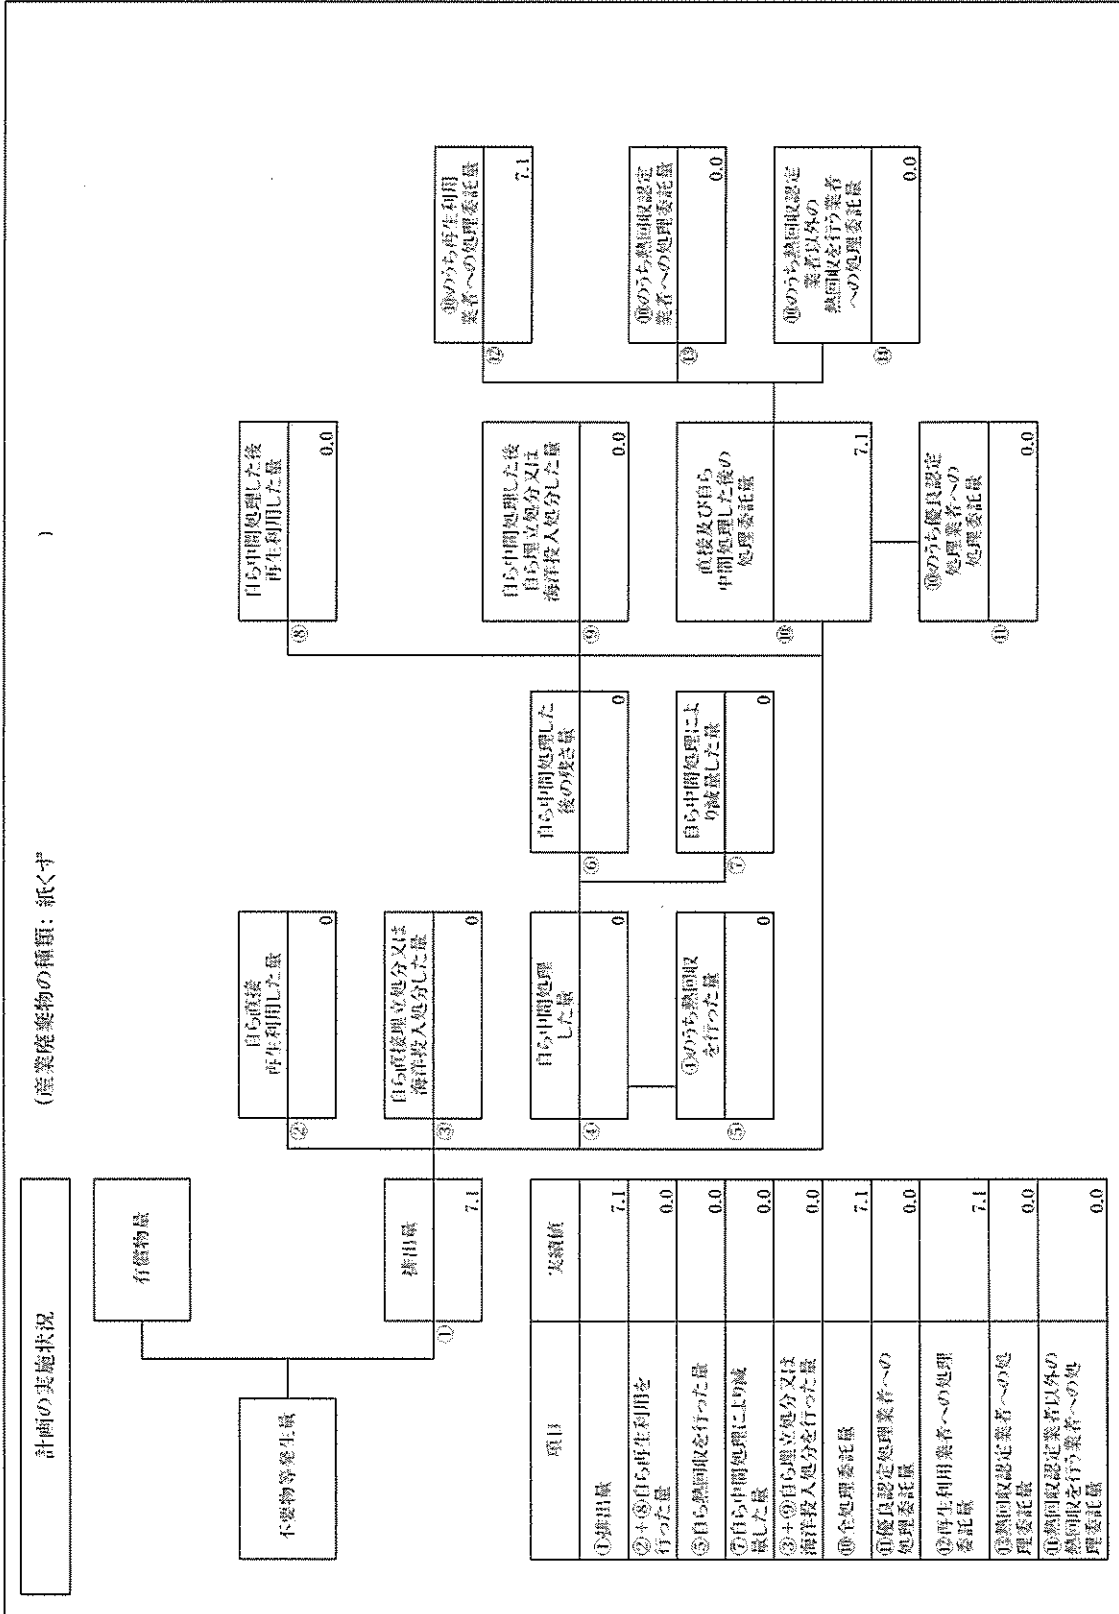 計画の実施状況
(産業廃棄物の種類: 紙くず )
不要物等発生量
有償物量
①
排出量
7.1
②
自ら直接
再生利用した量
0
③
自ら直接埋立処分又は
海洋投入処分した量
0
④
自ら中間処理
した量
0
⑤
④のうち熱回収
を行った量
0
⑥
自ら中間処理した
後の残さ量
0
⑦
自ら中間処理によ
り減量した量
0
⑧
自ら中間処理した後
再生利用した量
0.0
⑨
自ら中間処理した後
自ら埋立処分又は
海洋投入処分した量
0.0
⑩
直接及び自ら
中間処理した後の
処理委託量
7.1
⑪
⑩のうち優良認定
処理業者への
処理委託量
0.0
⑫
⑩のうち再生利用
業者への処理委託量
7.1
⑬
⑩のうち熱回収認定
業者への処理委託量
0.0
⑭
⑩のうち熱回収認定
業者以外の
熱回収を行う業者
への処理委託量
0.0
項目 実績値
①排出量 7.1
②+⑧自ら再生利用を
行った量 0.0
⑤自ら熱回収を行った量 0.0
⑦自ら中間処理により減
量した量 0.0
③+⑨自ら埋立処分又は
海洋投入処分を行った量 0.0
⑩全処理委託量 7.1
⑪優良認定処理業者への
処理委託量 0.0
⑫再生利用業者への処理
委託量 7.1
⑬熱回収認定業者への処
理委託量 0.0
⑭熱回収認定業者以外の
熱回収を行う業者への処
理委託量 0.0